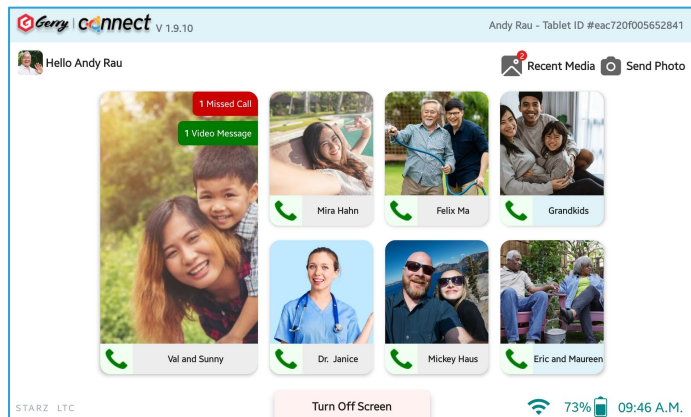 Gerry | connect V 1.9.10
Andy Rau - Tablet ID #eac720f005652841
Hello Andy Rau
2
Recent Media
Send Photo
1 Missed Call
1 Video Message
Mira Hahn
Felix Ma
Grandkids
Val and Sunny
Dr. Janice
Mickey Haus
Eric and Maureen
STARZ LTC
Turn Off Screen
73%
09:46 A.M.